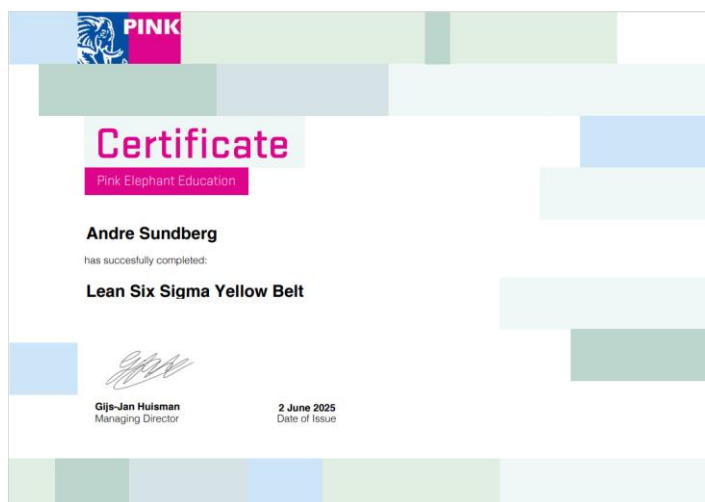 PINK
Certificate
Pink Elephant Education
Andre Sundberg
has succesfully completed:
Lean Six Sigma Yellow Belt
Gijs-Jan Huisman
Managing Director
2 June 2025
Date of Issue